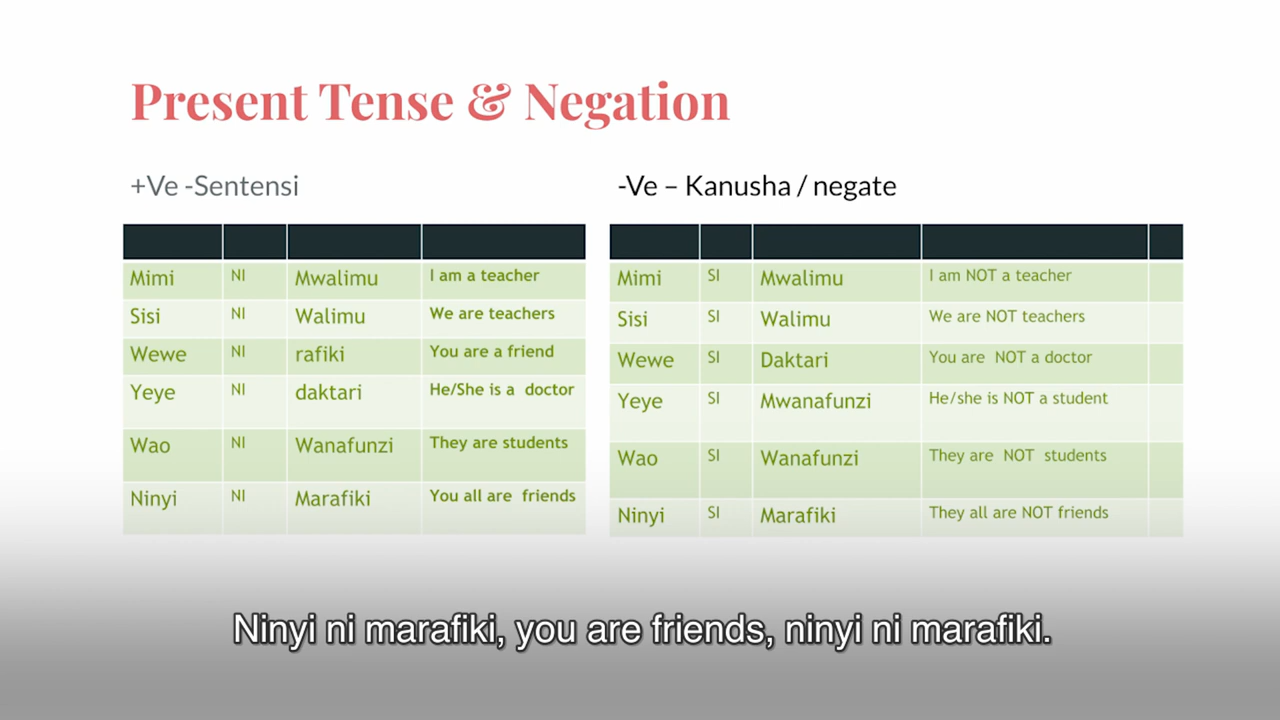 Present Tense & Negation
+Ve -Sentensi
Mimi NI Mwalimu I am a teacher
Sisi NI Walimu We are teachers
Wewe NI rafiki You are a friend
Yeye NI daktari He/She is a doctor
Wao NI Wanafunzi They are students
Ninyi NI Marafiki You all are friends
-Ve – Kanusha / negate
Mimi SI Mwalimu I am NOT a teacher
Sisi SI Walimu We are NOT teachers
Wewe SI Daktari You are NOT a doctor
Yeye SI Mwanafunzi He/she is NOT a student
Wao SI Wanafunzi They are NOT students
Ninyi SI Marafiki They all are NOT friends
Ninyi ni marafiki, you are friends, ninyi ni marafiki.